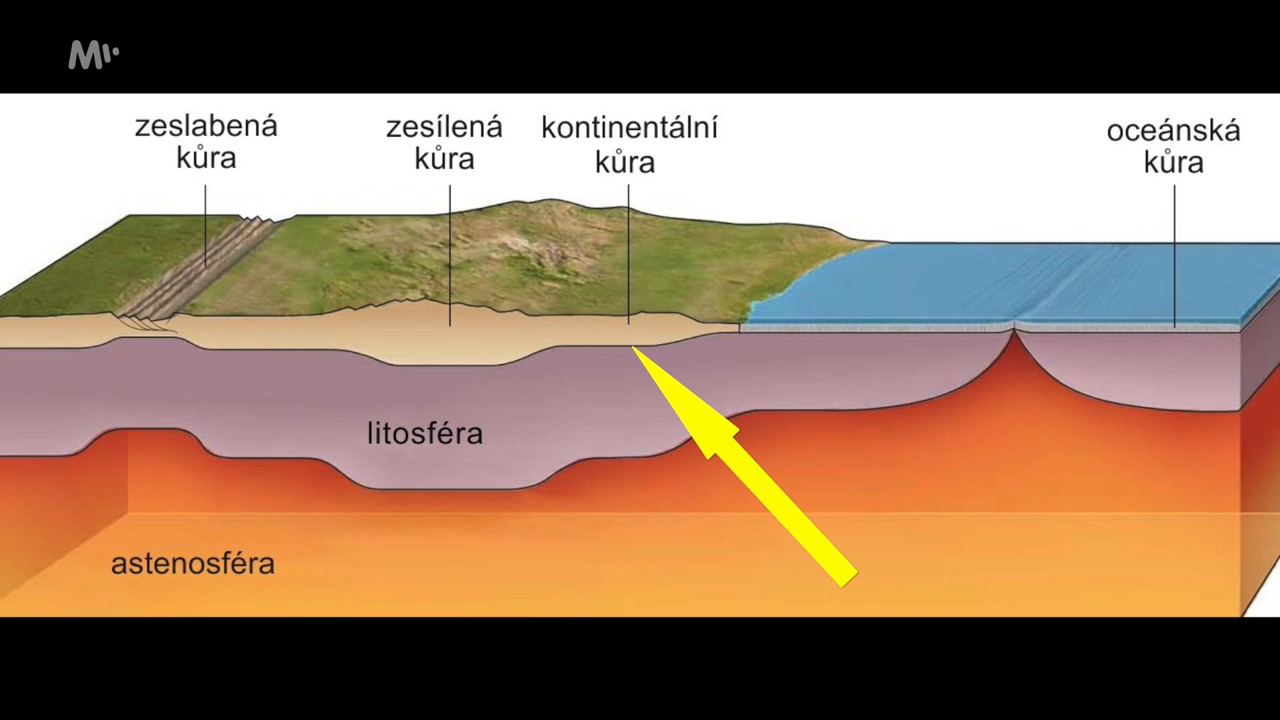 zeslabená
kůra
zesílená
kůra
kontinentální
kůra
oceánská
kůra
litosféra
astenosféra